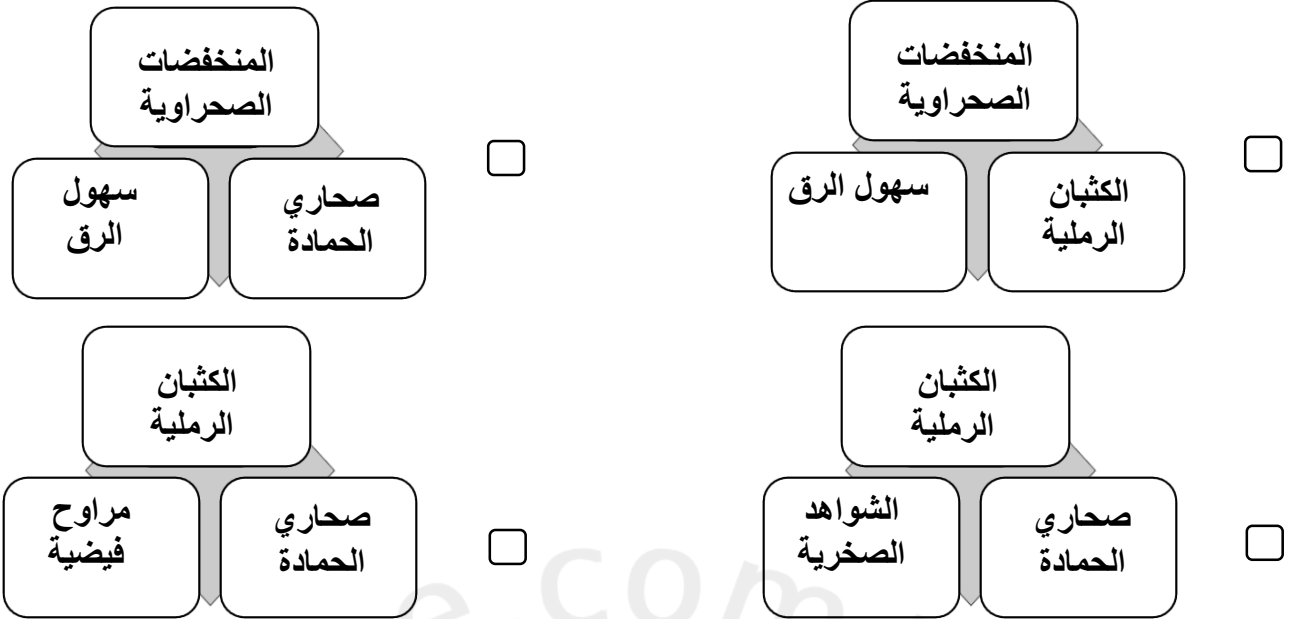 المنخفضات
الصحراوية
الكثبان
الرملية
سهول الرق
المنخفضات
الصحراوية
صحاري
الحمادة
سهول
الرق
الكثبان
الرملية
صحاري
الحمادة
الشواهد
الصخرية
الكثبان
الرملية
صحاري
الحمادة
مراوح
فيضية
e.com